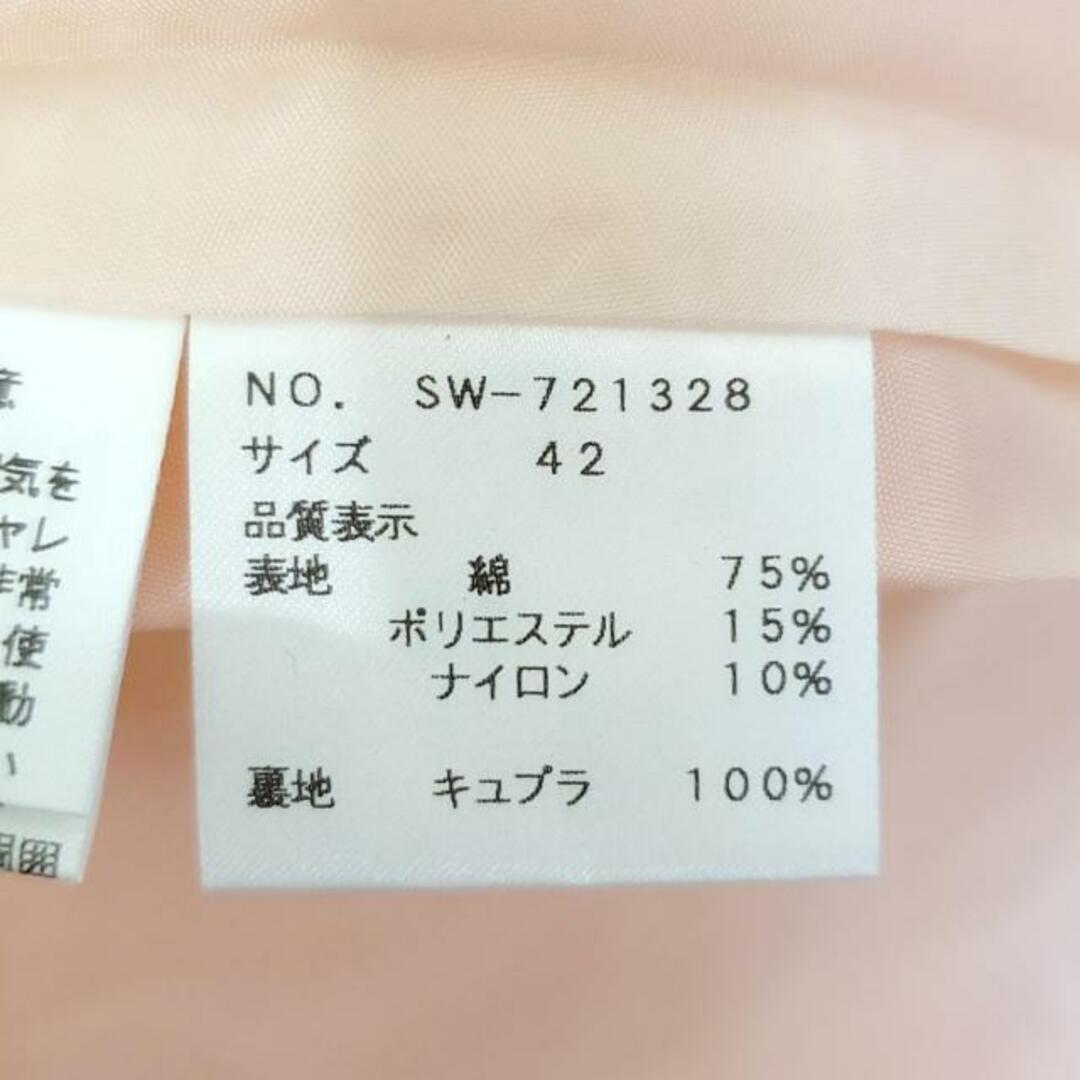 NO. SW-721328
サイズ 42
品質表示
表地 綿 75%
ポリエステル 15%
ナイロン 10%
裏地 キュプラ 100%
意
気を
ヤレ
非常
使
動
い